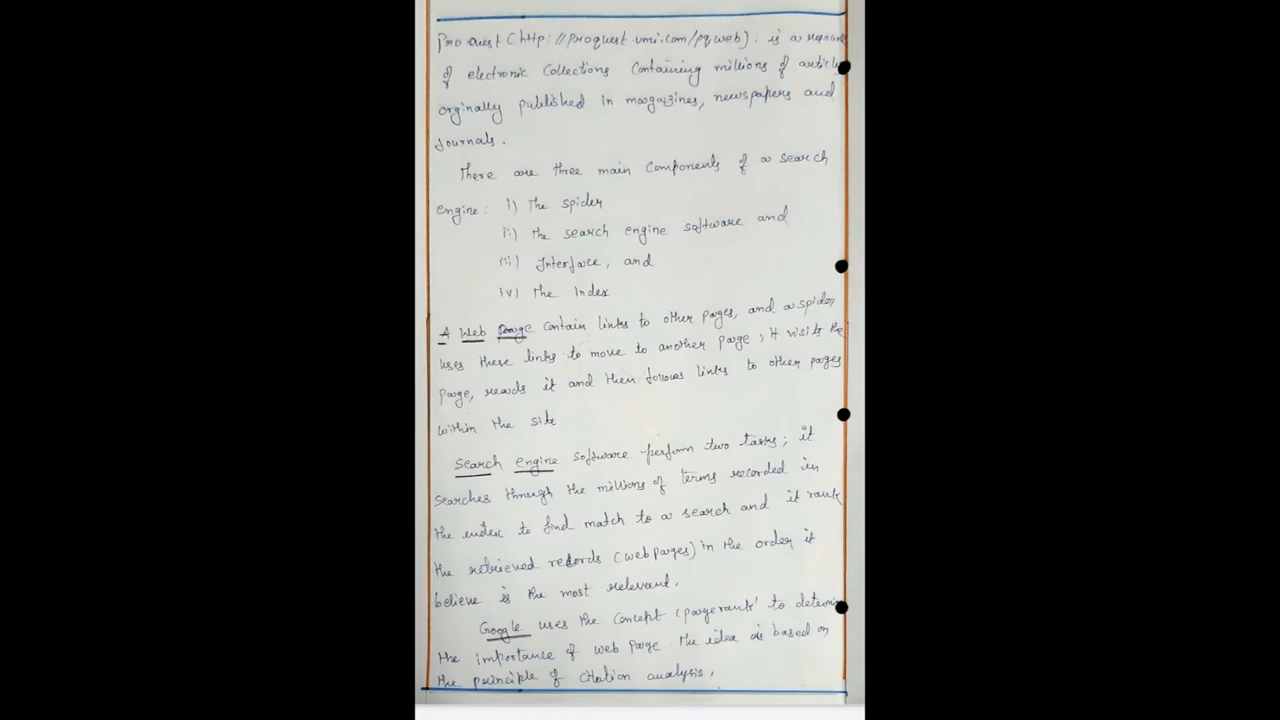 Proquest (http://proquest.umi.com/pqweb): is a
of electronic collections containing millions of article
orginally published in magazines, newspapers and
Journals.
There are three main components of a search
engine: i) The spider
ii) The search engine software and
iii) Interface, and
iv) The Index
A Web page contain links to other pages, and a spider
uses these links to move to another page; it visits the
page, reads it and then follows links to other pages
within the site
Search engine software perform two tasks; it
searches through the millions of terms recorded in
the index to find match to a search and it rank
the retrieved records (web pages) in the order it
believe is the most relevant.
Google uses the concept 'pagerank' to determine
the importance of web page. The idea is based on
the principle of citation analysis.